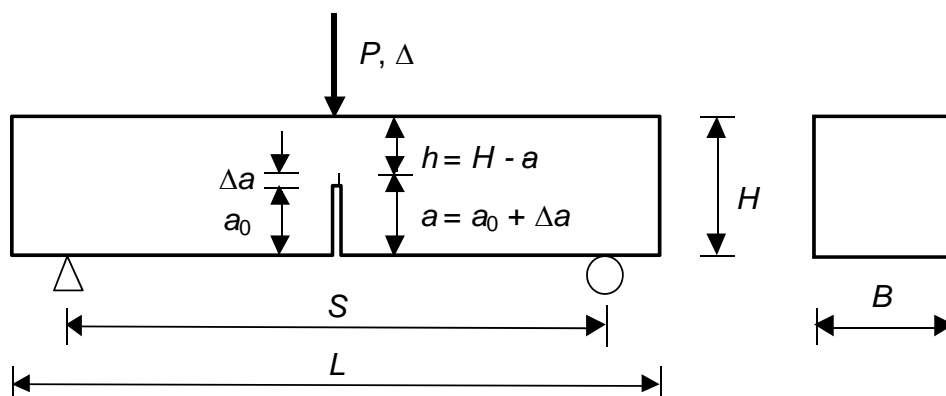 P, Δ
h = H - a
Δa
a0
a = a0 + Δa
H
S
B
L